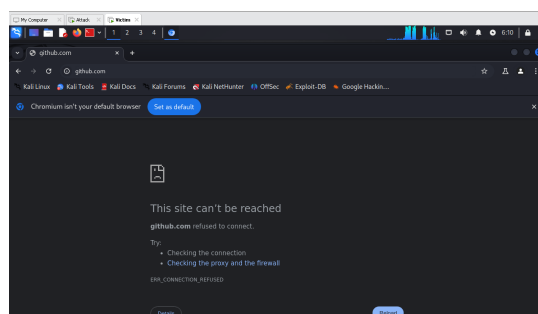 My Computer × Attack × Victims ×
1 2 3 4 6:10
github.com × +
github.com
Kali Linux Kali Tools Kali Docs Kali Forums Kali NetHunter OffSec Exploit-DB Google Hackin...
Chromium isn't your default browser Set as default ×
This site can't be reached
github.com refused to connect.
Try:
• Checking the connection
• Checking the proxy and the firewall
ERR_CONNECTION_REFUSED
Details Reload